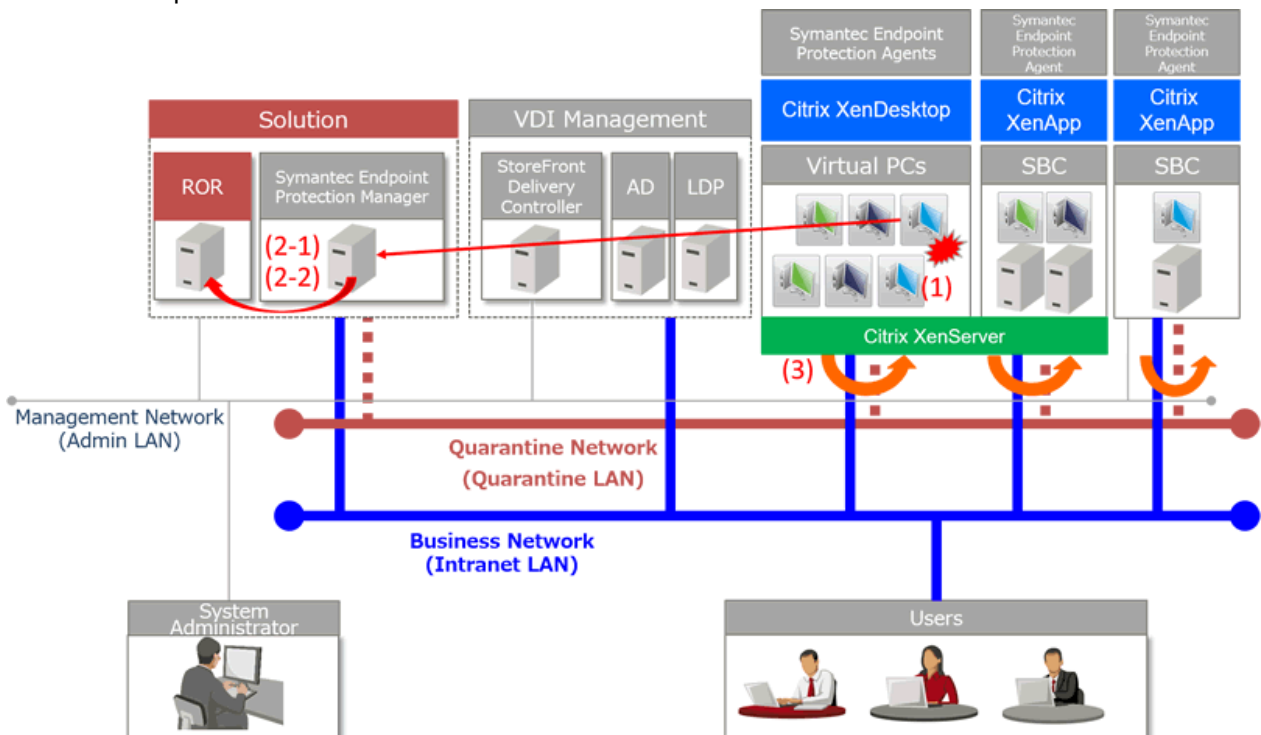 Symantec Endpoint
Protection Agents
Symantec
Endpoint
Protection
Agent
Symantec
Endpoint
Protection
Agent
Citrix XenDesktop
Citrix
XenApp
Citrix
XenApp
Solution
VDI Management
Virtual PCs
SBC
SBC
ROR
Symantec Endpoint
Protection Manager
StoreFront
Delivery
Controller
AD
LDP
(2-1)
(2-2)
(1)
Citrix XenServer
(3)
Management Network
(Admin LAN)
Quarantine Network
(Quarantine LAN)
Business Network
(Intranet LAN)
System
Administrator
Users